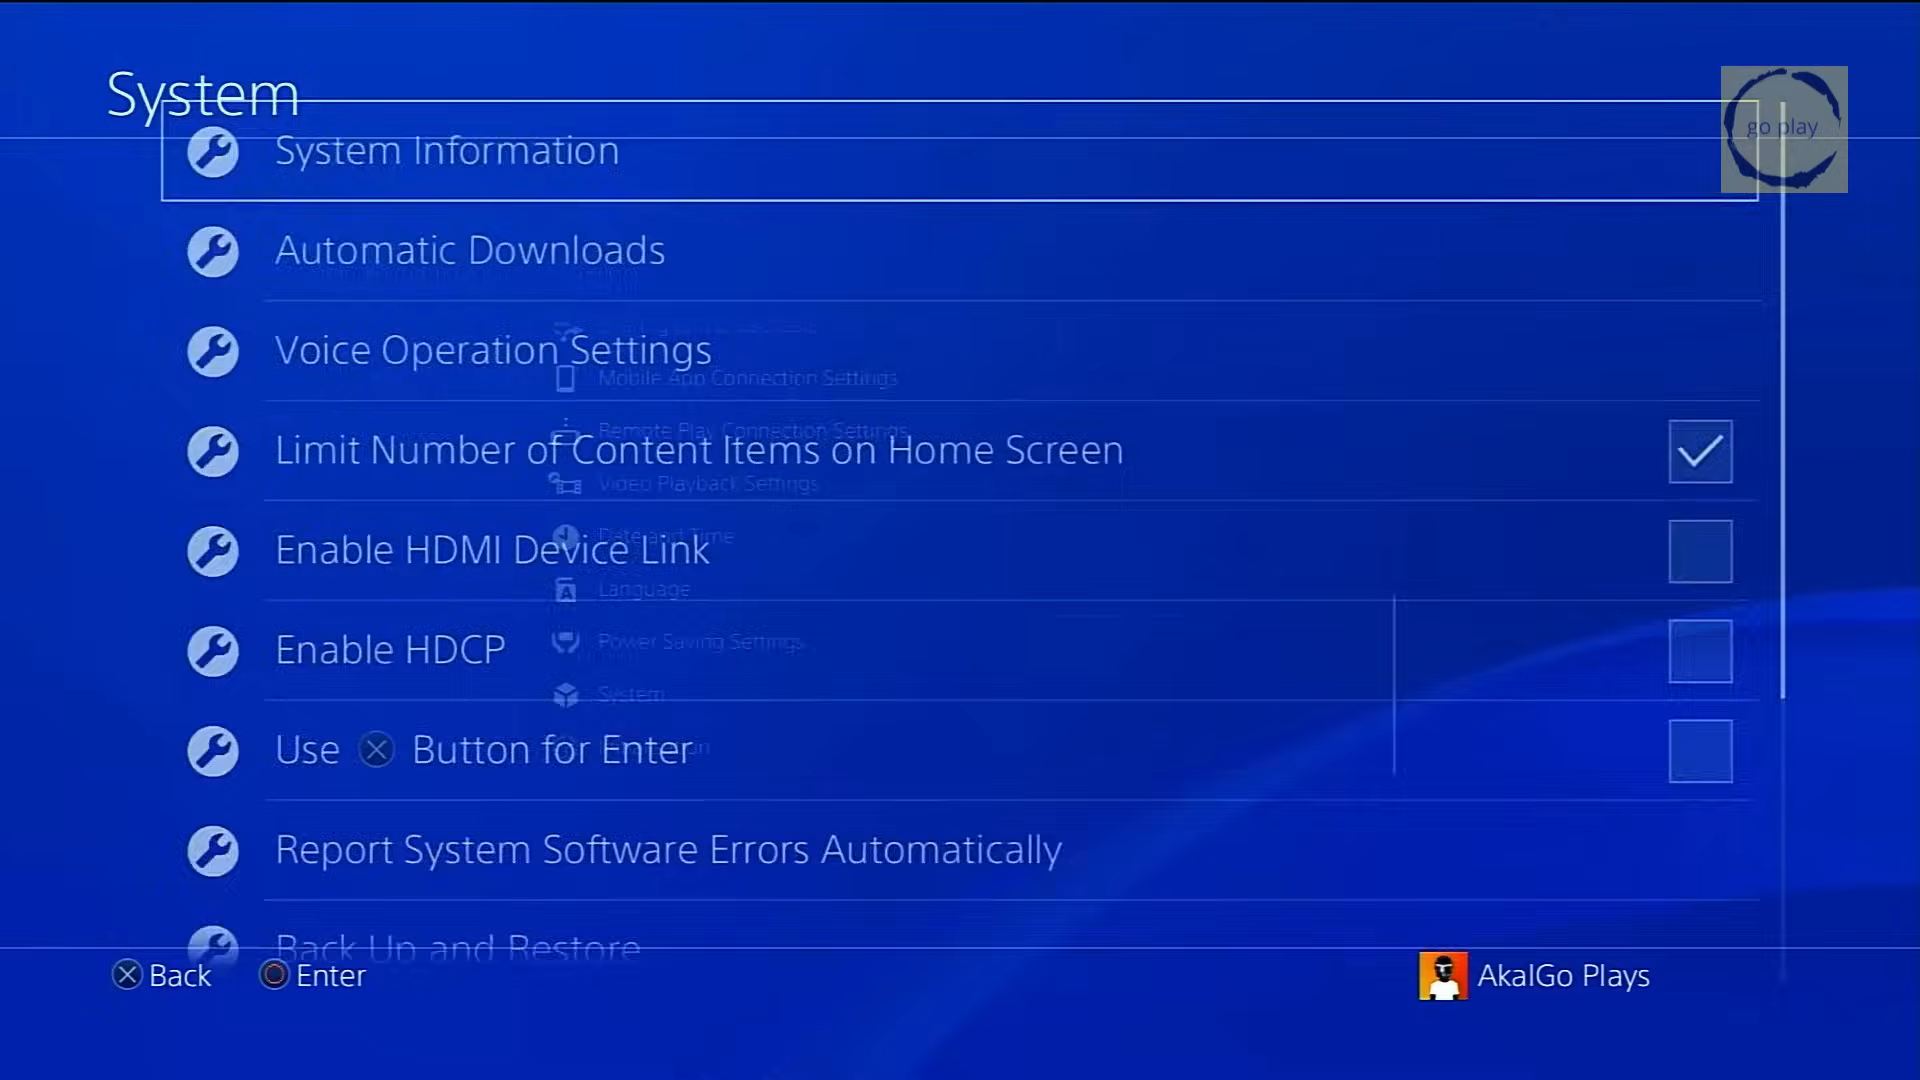 System
go play
System Information
Automatic Downloads
Voice Operation Settings
Mobile App Connection Settings
Remote Play Connection Settings
Limit Number of Content Items on Home Screen
Video Playback Settings
Date and Time
Enable HDMI Device Link
Language
Power Saving Settings
Enable HDCP
System
Use ⓧ Button for Enter
Report System Software Errors Automatically
Back Up and Restore
Back Enter
AkalGo Plays